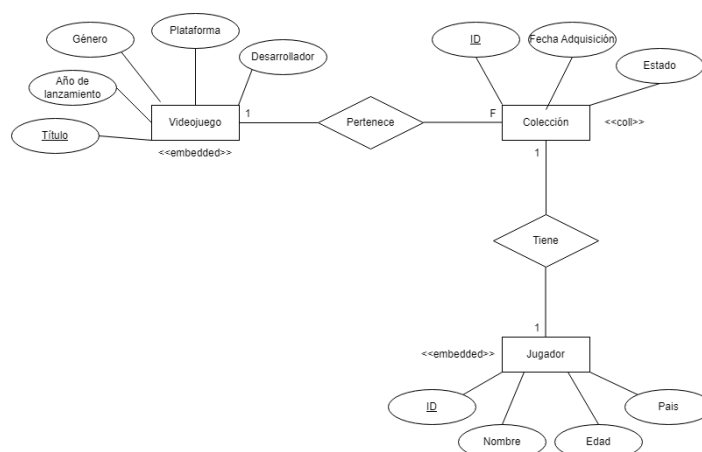 Género
Plataforma
Desarrollador
Año de
lanzamiento
Título
Videojuego
<<embedded>>
1
Pertenece
F
ID
Fecha Adquisición
Estado
Colección
<<coll>>
1
Tiene
1
<<embedded>>
Jugador
ID
Nombre
Edad
Pais